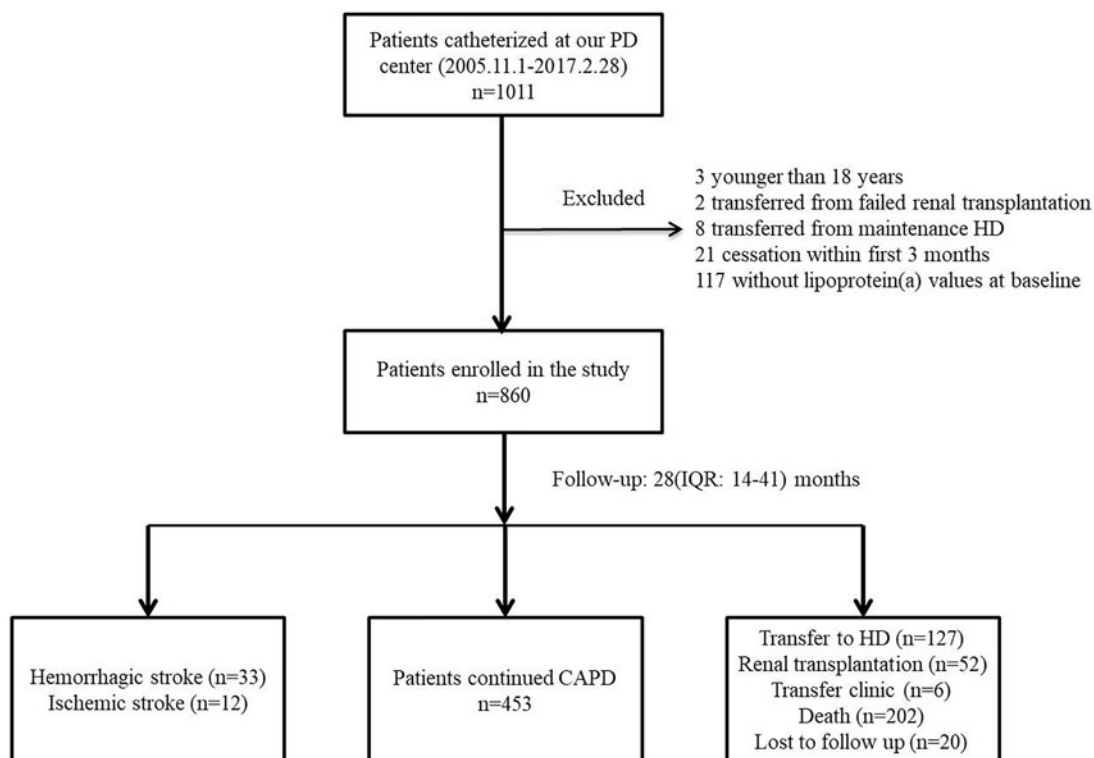 Patients catheterized at our PD
center (2005.11.1-2017.2.28)
n=1011
Excluded
3 younger than 18 years
2 transferred from failed renal transplantation
8 transferred from maintenance HD
21 cessation within first 3 months
117 without lipoprotein(a) values at baseline
Patients enrolled in the study
n=860
Follow-up: 28(IQR: 14-41) months
Hemorrhagic stroke (n=33)
Ischemic stroke (n=12)
Patients continued CAPD
n=453
Transfer to HD (n=127)
Renal transplantation (n=52)
Transfer clinic (n=6)
Death (n=202)
Lost to follow up (n=20)